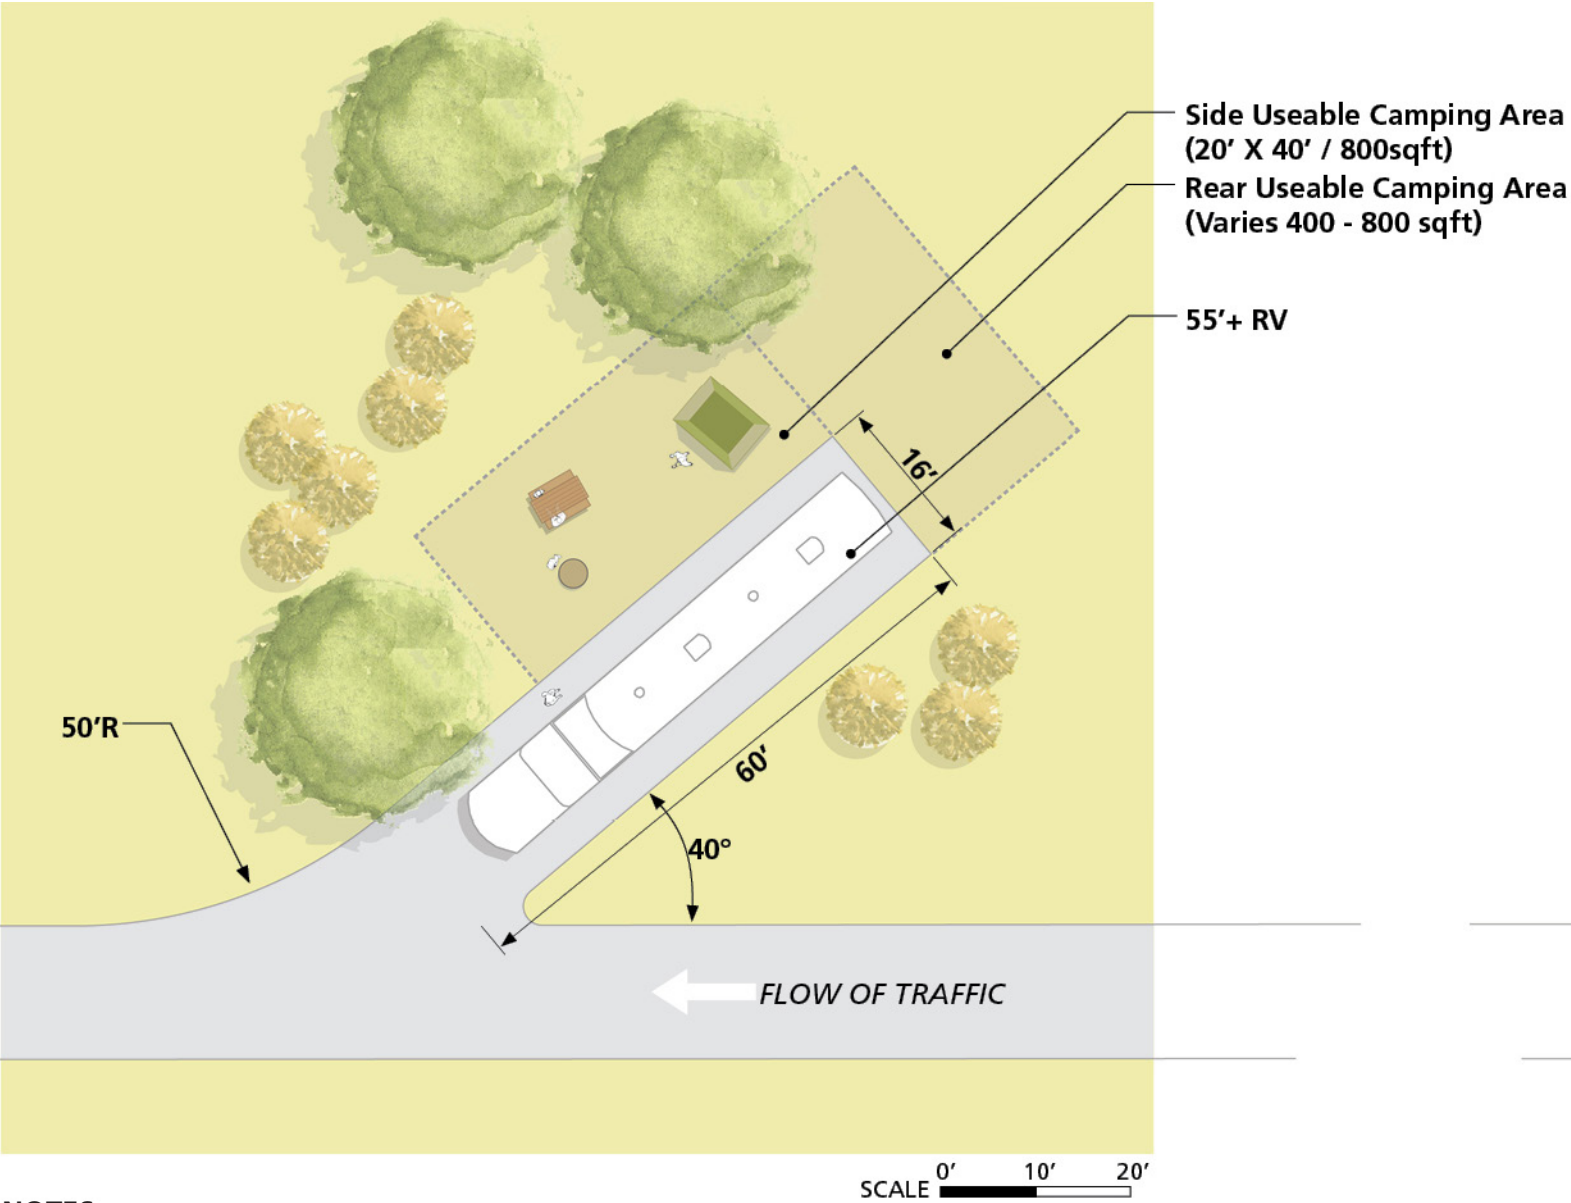 Side Useable Camping Area
(20’ X 40’ / 800sqft)
Rear Useable Camping Area
(Varies 400 - 800 sqft)
55’+ RV
16’
50’R
60’
40°
FLOW OF TRAFFIC
0’ 10’ 20’
SCALE